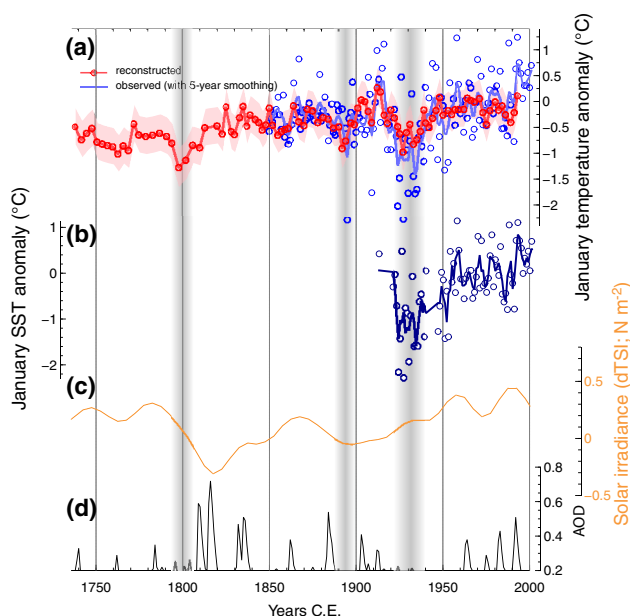 (a)
reconstructed
observed (with 5-year smoothing)
1
0.5
0
-0.5
-1
-1.5
-2
January temperature anomaly (°C)
(b)
1
0
-1
-2
January SST anomaly (°C)
(c)
0.5
0
-0.5
Solar irradiance (dTSI; N m-2)
(d)
0.8
0.6
0.4
0.2
AOD
1750 1800 1850 1900 1950 2000
Years C.E.